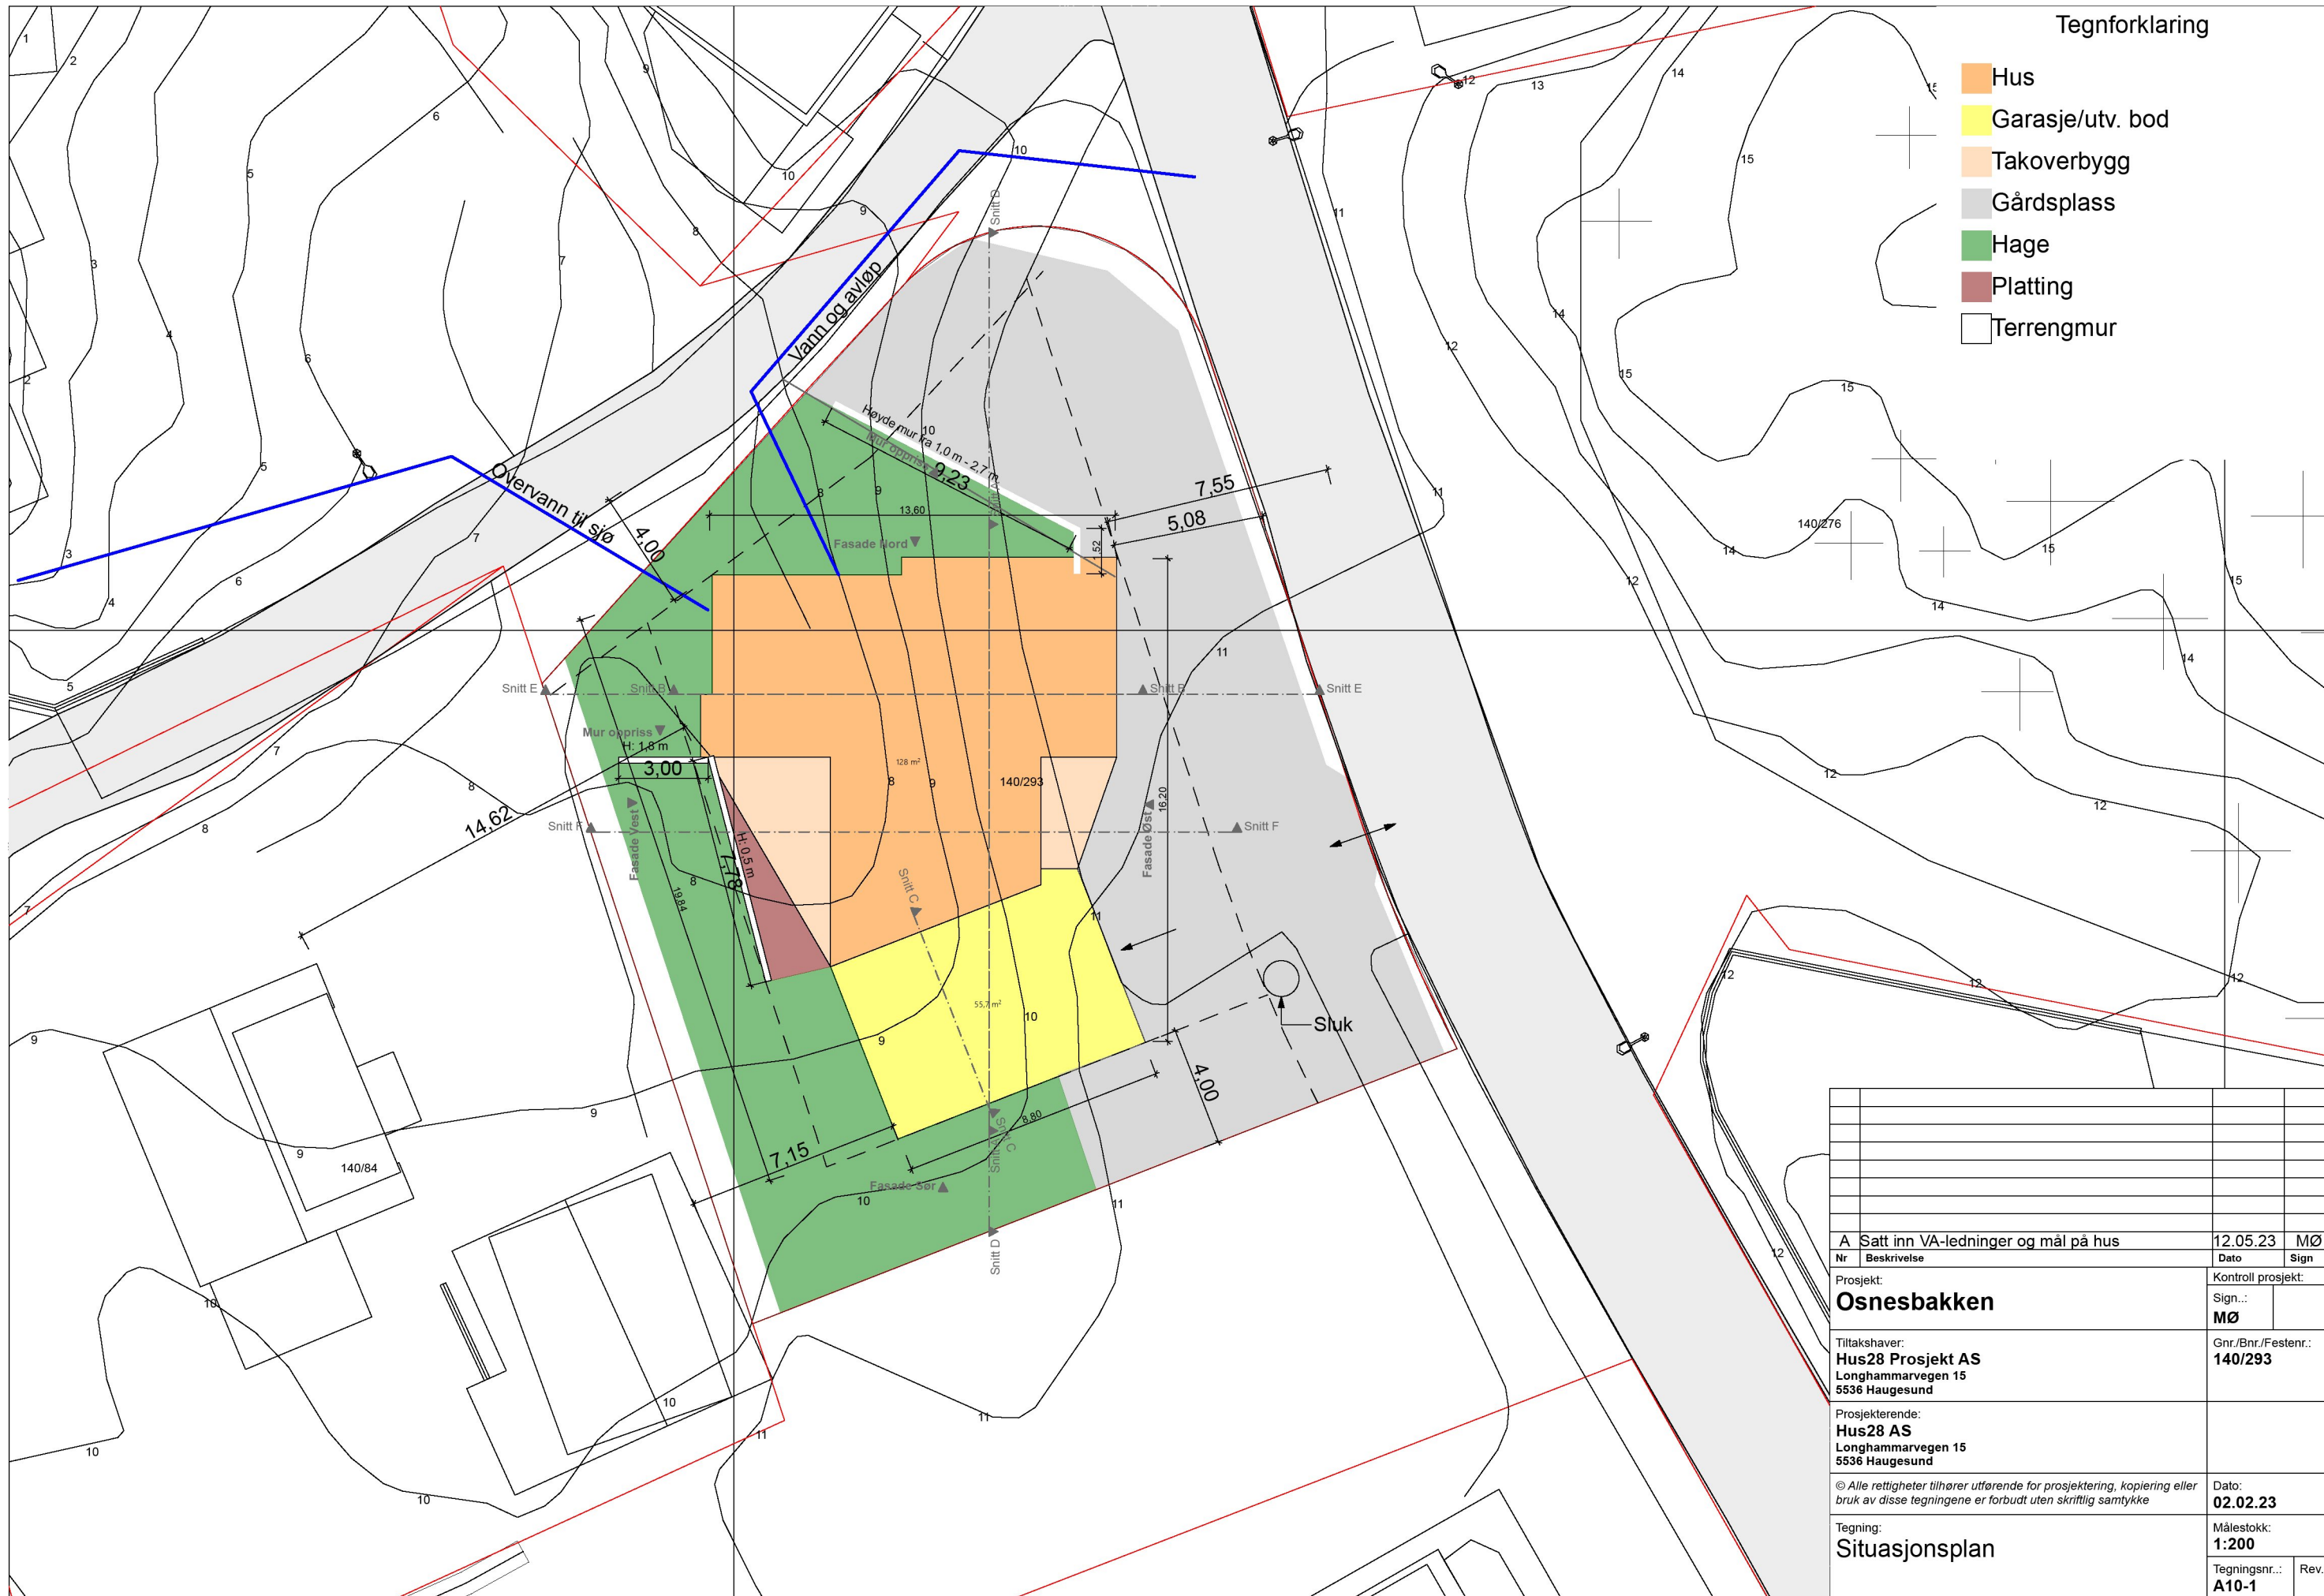 Tegnforklaring
Hus
Garasje/utv. bod
Takoverbygg
Gårdsplass
Hage
Platting
Terrengmur
Vann og avløp
Overvann til sjø
Høyde mur fra 1,0 m - 2,7 m
Mur oppriss
9,23
13,60
7,55
5,08
1,52
4,00
Fasade Nord
Snitt D
Snitt E
Snitt B
Snitt B
Snitt E
Mur oppriss
H: 1,8 m
3,00
14,62
128 m²
140/293
16,20
Snitt F
Snitt F
Fasade Vest
Fasade Øst
H: 0,5 m
7,78
19,84
Snitt C
55,7 m²
Sluk
4,00
8,80
7,15
Snitt C
Snitt A
Fasade Sør
Snitt D
140/84
140/276
A Satt inn VA-ledninger og mål på hus 12.05.23 MØ
Nr Beskrivelse Dato Sign
Prosjekt:
Osnesbakken
Kontroll prosjekt:
Sign..:
MØ
Tiltakshaver:
Hus28 Prosjekt AS
Longhammarvegen 15
5536 Haugesund
Gnr./Bnr./Festenr.:
140/293
Prosjekterende:
Hus28 AS
Longhammarvegen 15
5536 Haugesund
© Alle rettigheter tilhører utførende for prosjektering, kopiering eller
bruk av disse tegningene er forbudt uten skriftlig samtykke
Dato:
02.02.23
Tegning:
Situasjonsplan
Målestokk:
1:200
Tegningsnr..:
A10-1
Rev.